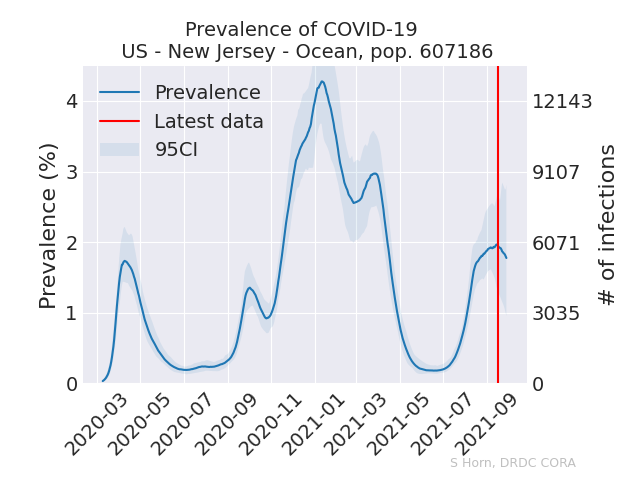 Prevalence of COVID-19
US - New Jersey - Ocean, pop. 607186
Prevalence
Latest data
95CI
Prevalence (%)
4
3
2
1
0
12143
9107
6071
3035
0
# of infections
2020-03
2020-05
2020-07
2020-09
2020-11
2021-01
2021-03
2021-05
2021-07
2021-09
S Horn, DRDC CORA